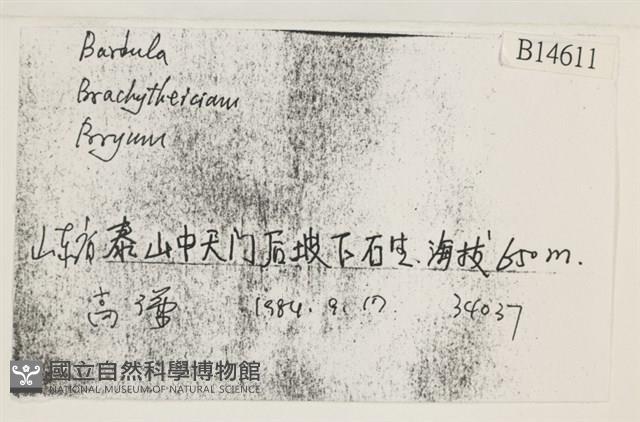 B14611
Barbula
Brachythecium
Bryum
山东省泰山中天门后坡下石生.海拔650m.
高谦 1984.9.17 34037
國立自然科學博物館
NATIONAL MUSEUM OF NATURAL SCIENCE